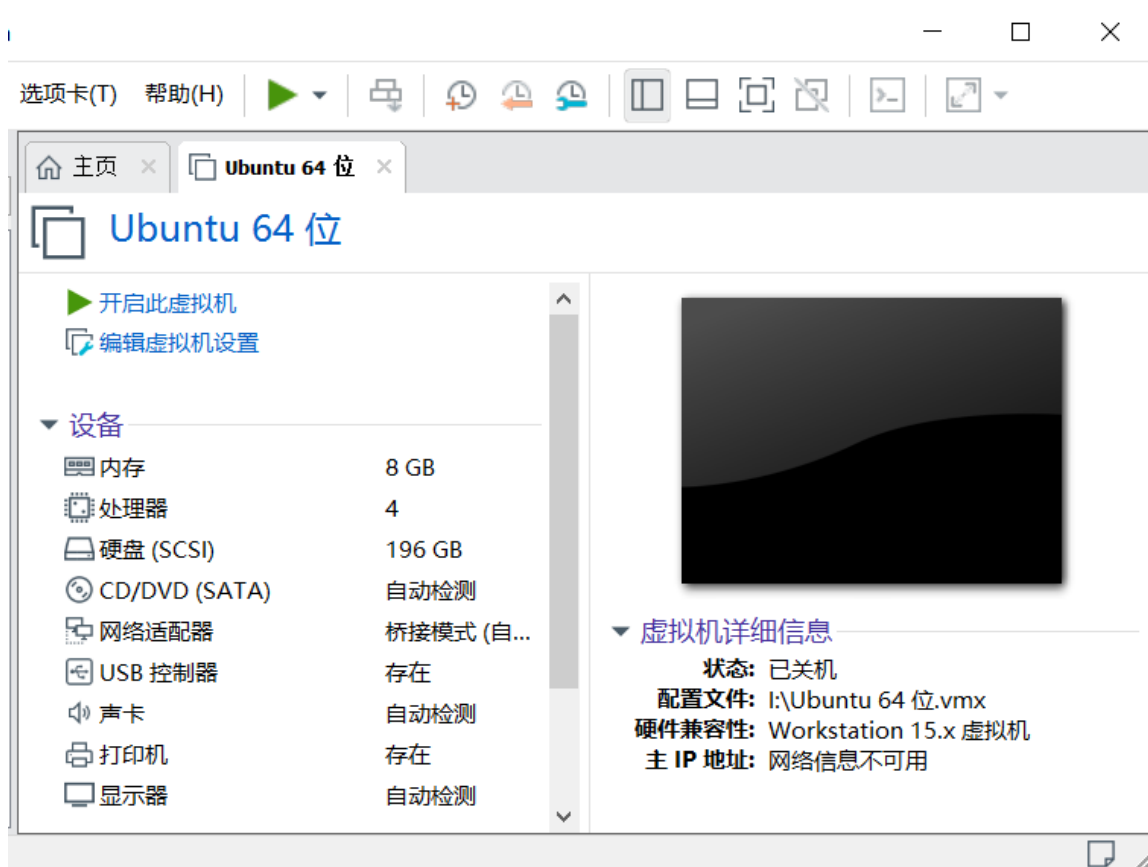 选项卡(T) 帮助(H)
主页
Ubuntu 64 位
Ubuntu 64 位
开启此虚拟机
编辑虚拟机设置
设备
内存 8 GB
处理器 4
硬盘 (SCSI) 196 GB
CD/DVD (SATA) 自动检测
网络适配器 桥接模式 (自...
USB 控制器 存在
声卡 自动检测
打印机 存在
显示器 自动检测
虚拟机详细信息
状态: 已关机
配置文件: I:\Ubuntu 64 位.vmx
硬件兼容性: Workstation 15.x 虚拟机
主 IP 地址: 网络信息不可用